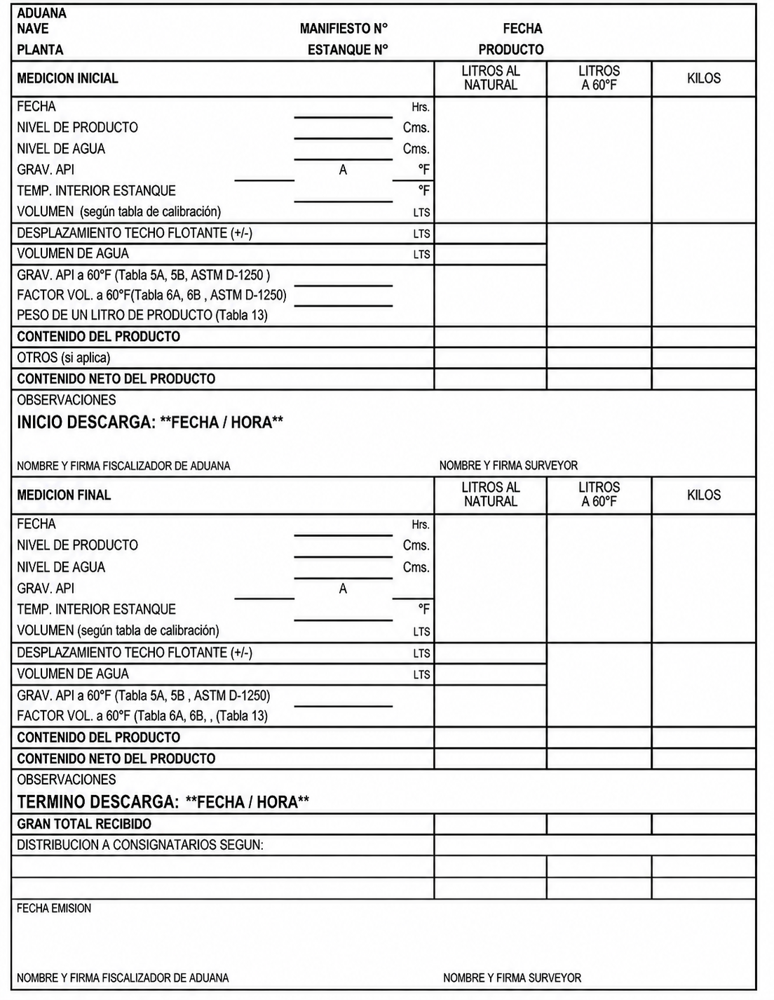 ADUANA
NAVE MANIFIESTO N° FECHA
PLANTA ESTANQUE N° PRODUCTO
MEDICION INICIAL LITROS AL NATURAL LITROS A 60°F KILOS
FECHA Hrs.
NIVEL DE PRODUCTO Cms.
NIVEL DE AGUA Cms.
GRAV. API A °F
TEMP. INTERIOR ESTANQUE °F
VOLUMEN (según tabla de calibración) LTS
DESPLAZAMIENTO TECHO FLOTANTE (+/-) LTS
VOLUMEN DE AGUA LTS
GRAV. API a 60°F (Tabla 5A, 5B, ASTM D-1250 )
FACTOR VOL. a 60°F(Tabla 6A, 6B , ASTM D-1250)
PESO DE UN LITRO DE PRODUCTO (Tabla 13)
CONTENIDO DEL PRODUCTO
OTROS (si aplica)
CONTENIDO NETO DEL PRODUCTO
OBSERVACIONES
INICIO DESCARGA: **FECHA / HORA**
NOMBRE Y FIRMA FISCALIZADOR DE ADUANA NOMBRE Y FIRMA SURVEYOR
MEDICION FINAL LITROS AL NATURAL LITROS A 60°F KILOS
FECHA Hrs.
NIVEL DE PRODUCTO Cms.
NIVEL DE AGUA Cms.
GRAV. API A
TEMP. INTERIOR ESTANQUE °F
VOLUMEN (según tabla de calibración) LTS
DESPLAZAMIENTO TECHO FLOTANTE (+/-) LTS
VOLUMEN DE AGUA LTS
GRAV. API a 60°F (Tabla 5A, 5B , ASTM D-1250)
FACTOR VOL. a 60°F (Tabla 6A, 6B, , (Tabla 13)
CONTENIDO DEL PRODUCTO
CONTENIDO NETO DEL PRODUCTO
OBSERVACIONES
TERMINO DESCARGA: **FECHA / HORA**
GRAN TOTAL RECIBIDO
DISTRIBUCION A CONSIGNATARIOS SEGUN:
FECHA EMISION
NOMBRE Y FIRMA FISCALIZADOR DE ADUANA NOMBRE Y FIRMA SURVEYOR